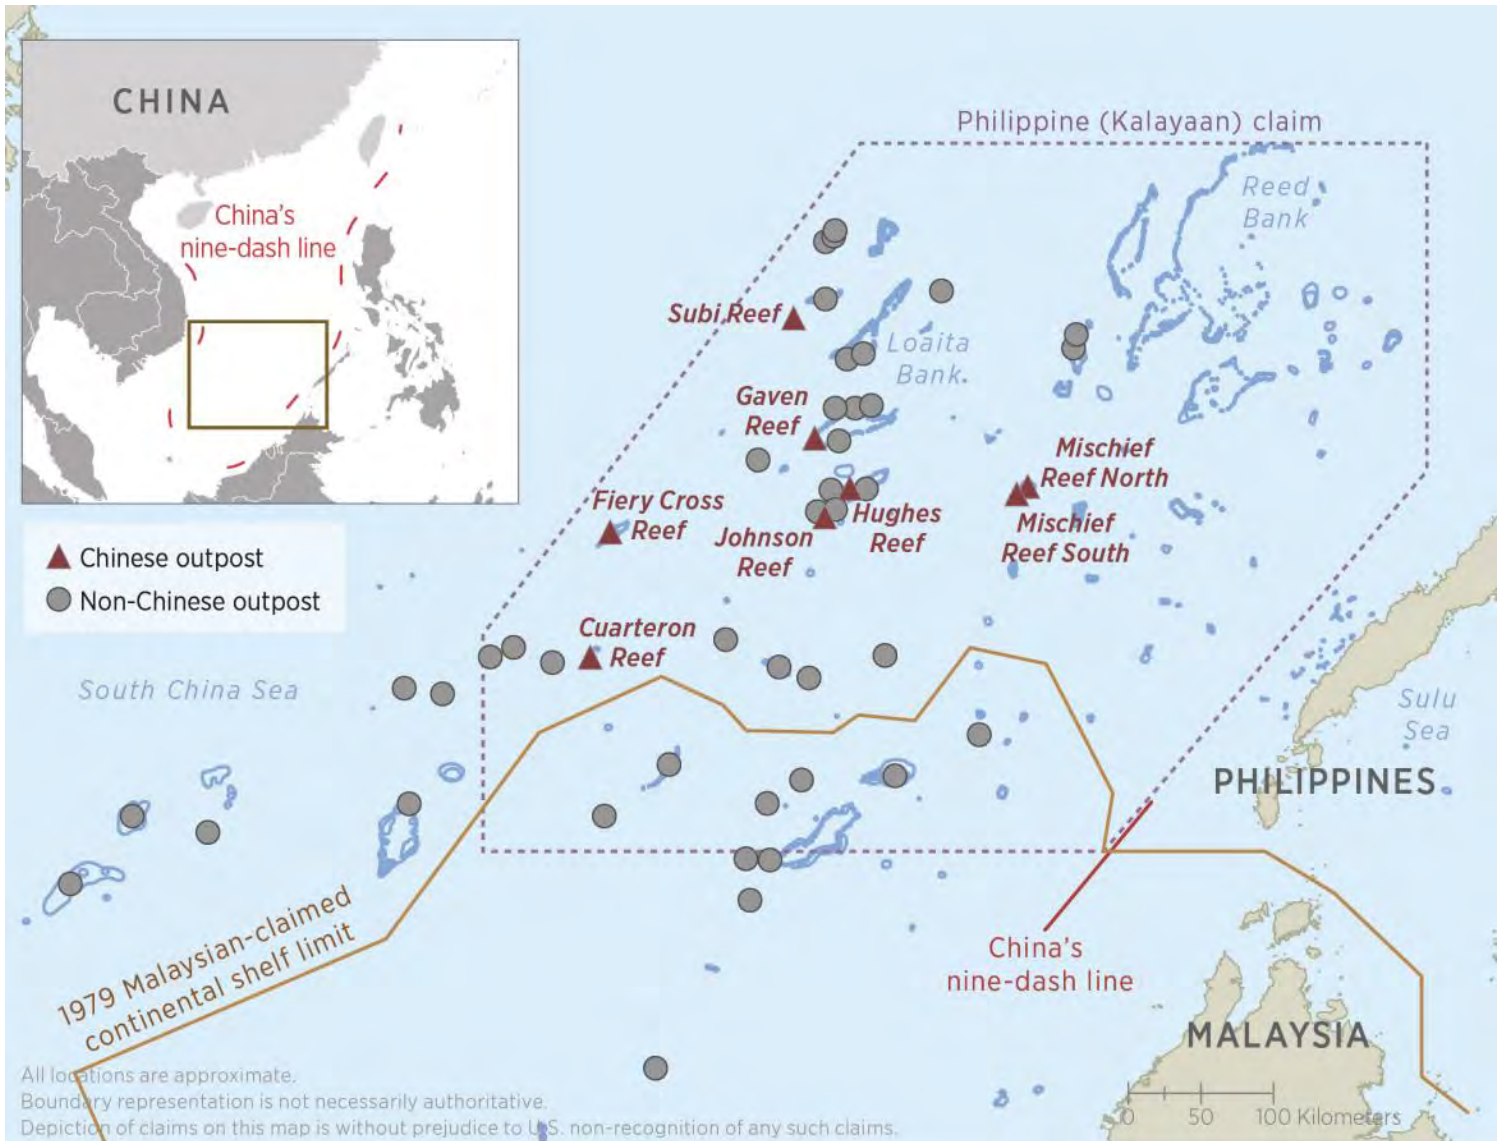 CHINA
China's
nine-dash line
Chinese outpost
Non-Chinese outpost
Philippine (Kalayaan) claim
Reed
Bank
Subi Reef
Loaita
Bank
Gaven
Reef
Mischief
Reef North
Fiery Cross
Reef
Hughes
Reef
Johnson
Reef
Mischief
Reef South
Cuarteron
Reef
South China Sea
Sulu
Sea
PHILIPPINES
1979 Malaysian-claimed
continental shelf limit
China's
nine-dash line
MALAYSIA
All locations are approximate.
Boundary representation is not necessarily authoritative.
Depiction of claims on this map is without prejudice to U.S. non-recognition of any such claims.
0 50 100 Kilometers